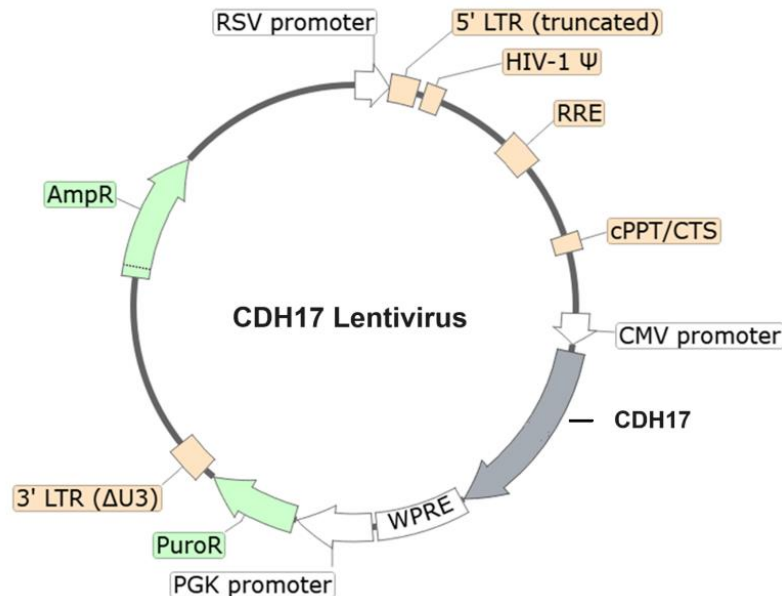 RSV promoter
5' LTR (truncated)
HIV-1 Ψ
RRE
AmpR
cPPT/CTS
CDH17 Lentivirus
CMV promoter
CDH17
3' LTR (ΔU3)
WPRE
PuroR
PGK promoter